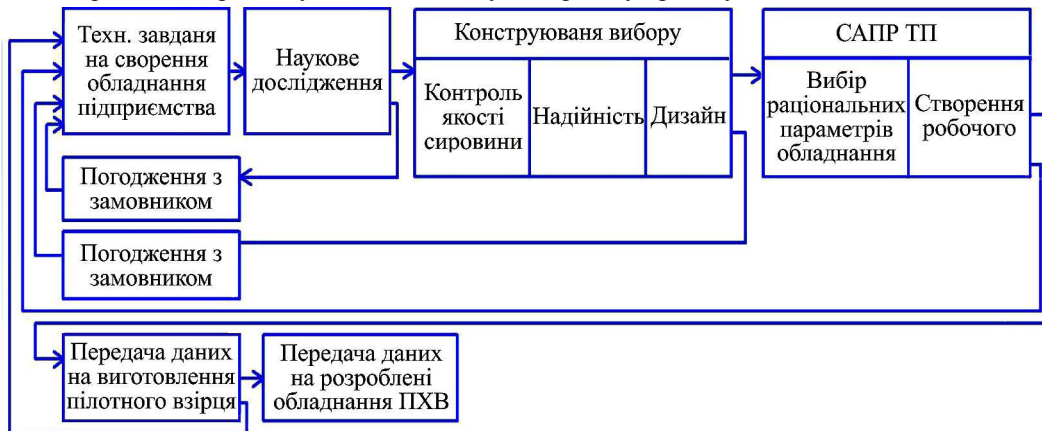 Техн. завданя
на сворення
обладнання
підприємства
Наукове
дослідження
Конструюваня вибору
Контроль
якості
сировини
Надійність
Дизайн
САПР ТП
Вибір
раціональних
параметрів
обладнання
Створення
робочого
Погодження з
замовником
Погодження з
замовником
Передача даних
на виготовлення
пілотного взірця
Передача даних
на розроблені
обладнання ПХВ